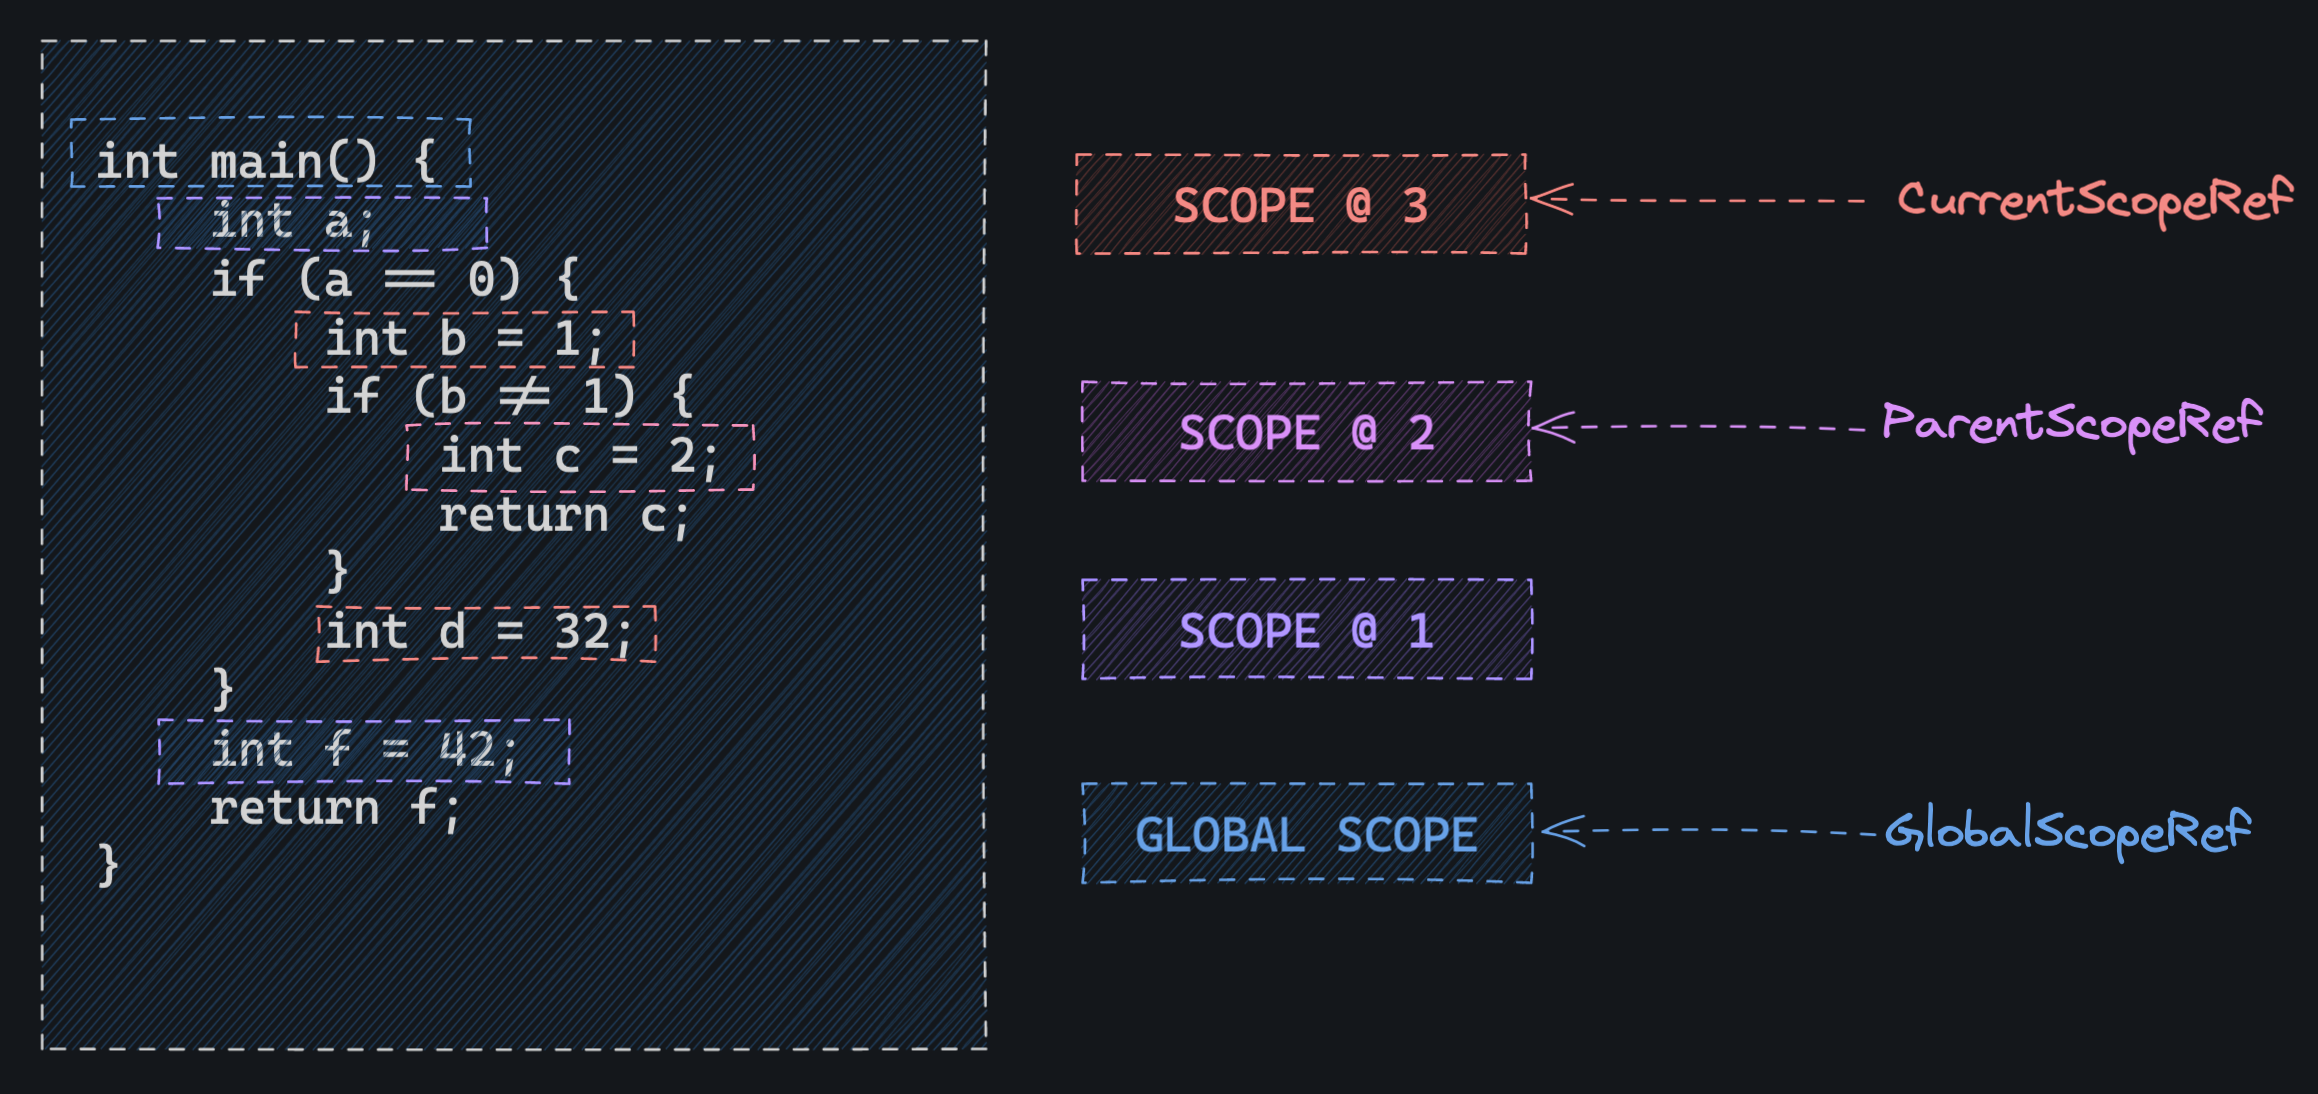 int main() {
int a;
if (a == 0) {
int b = 1;
if (b != 1) {
int c = 2;
return c;
}
int d = 32;
}
int f = 42;
return f;
}
SCOPE @ 3
CurrentScopeRef
SCOPE @ 2
ParentScopeRef
SCOPE @ 1
GLOBAL SCOPE
GlobalScopeRef